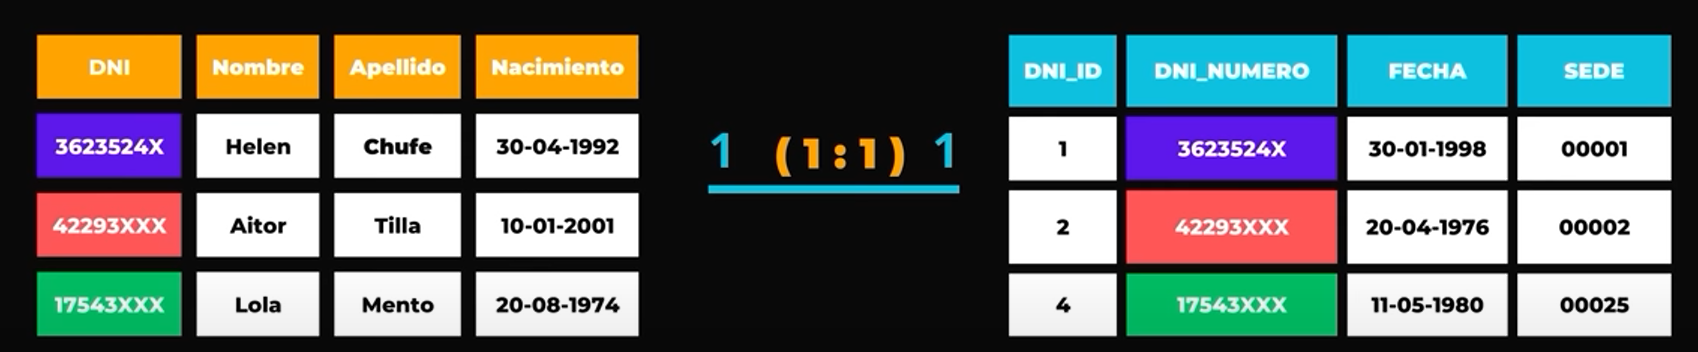 DNI Nombre Apellido Nacimiento
3623524X Helen Chufe 30-04-1992
42293XXX Aitor Tilla 10-01-2001
17543XXX Lola Mento 20-08-1974
1 (1:1) 1
DNI_ID DNI_NUMERO FECHA SEDE
1 3623524X 30-01-1998 00001
2 42293XXX 20-04-1976 00002
4 17543XXX 11-05-1980 00025